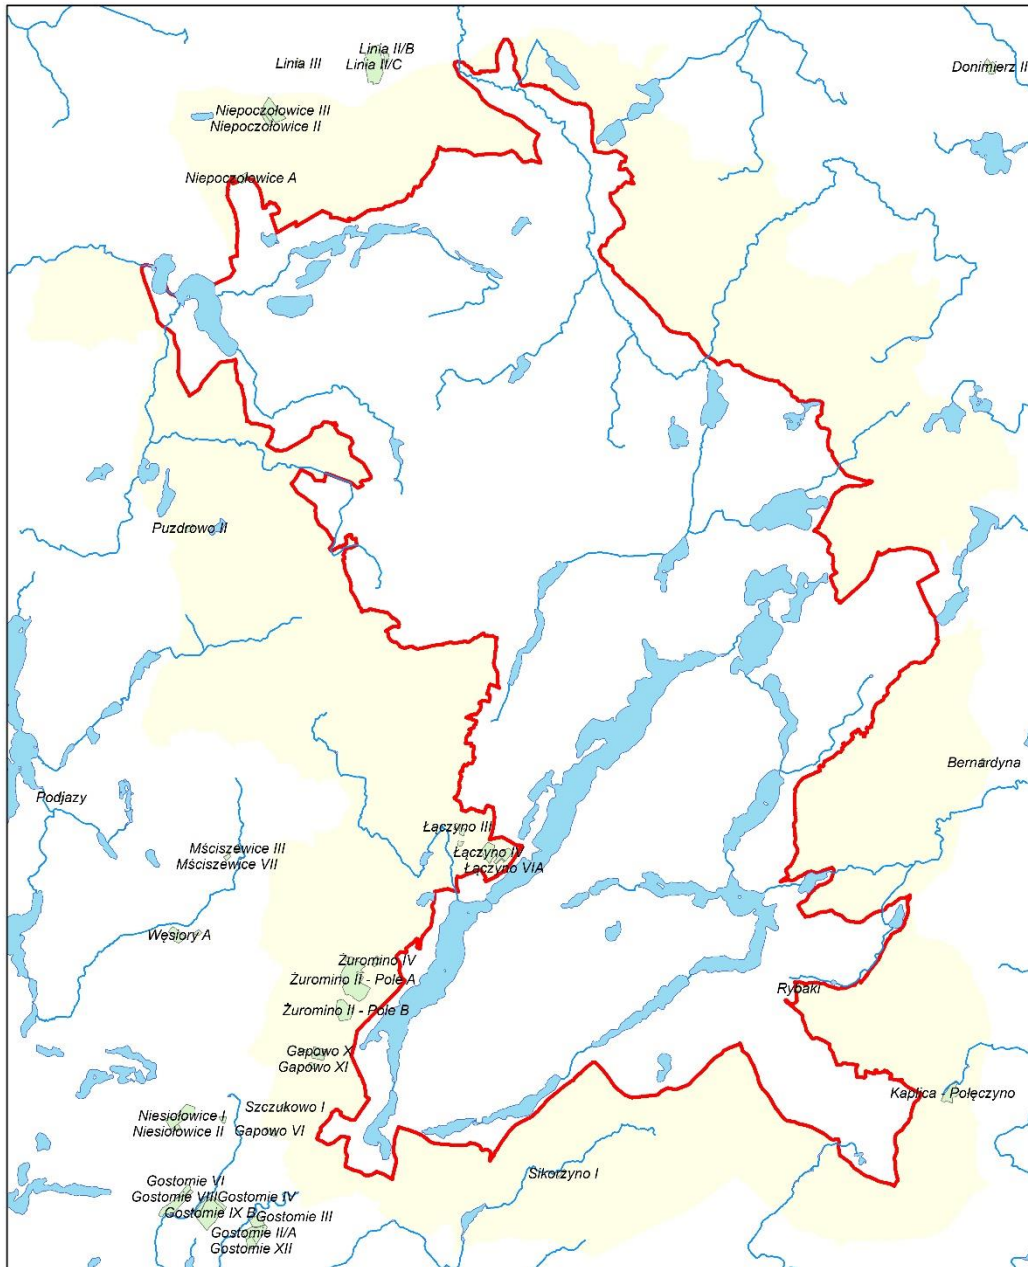 Linia II/B
Linia III
Linia II/C
Donimierz II
Niepoczołowice III
Niepoczołowice II
Niepoczołowice A
Puzdrowo II
Bernardyna
Podjazy
Łączyno III
Mściszewice III
Łączyno IV
Mściszewice VII
Łączyno VIA
Węsiory A
Żuromino IV
Żuromino II - Pole A
Rybaki
Żuromino II - Pole B
Gapowo X
Gapowo XI
Kaplica - Połęczyno
Szczukowo I
Niesiołowice I
Niesiołowice II
Gapowo VI
Sikorzyno I
Gostomie VI
Gostomie VIII
Gostomie IV
Gostomie IX B
Gostomie III
Gostomie II/A
Gostomie XII